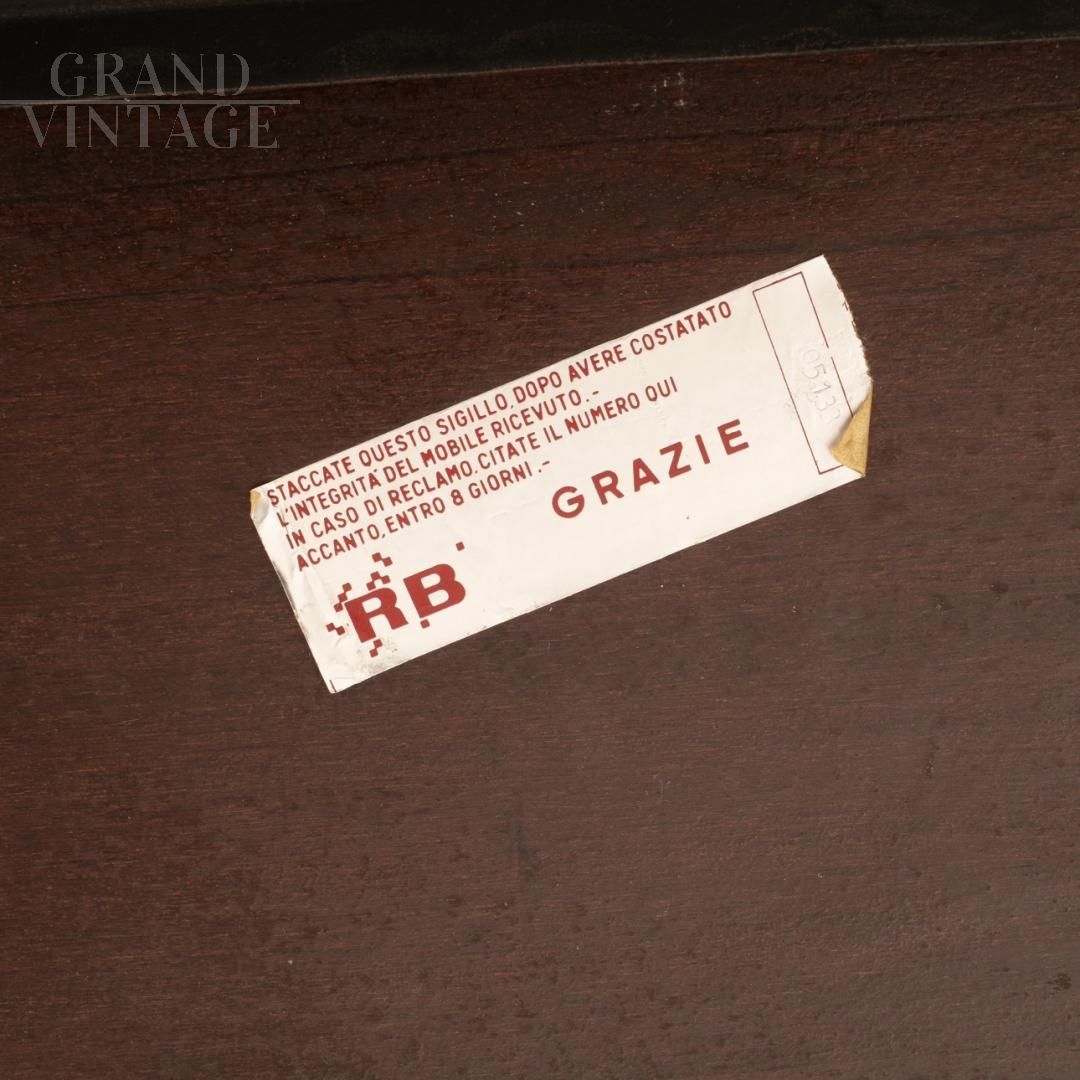 GRAND
VINTAGE
STACCATE QUESTO SIGILLO, DOPO AVERE COSTATATO
L'INTEGRITÀ DEL MOBILE RICEVUTO.-
IN CASO DI RECLAMO, CITATE IL NUMERO QUI
ACCANTO, ENTRO 8 GIORNI.-
GRAZIE
RB